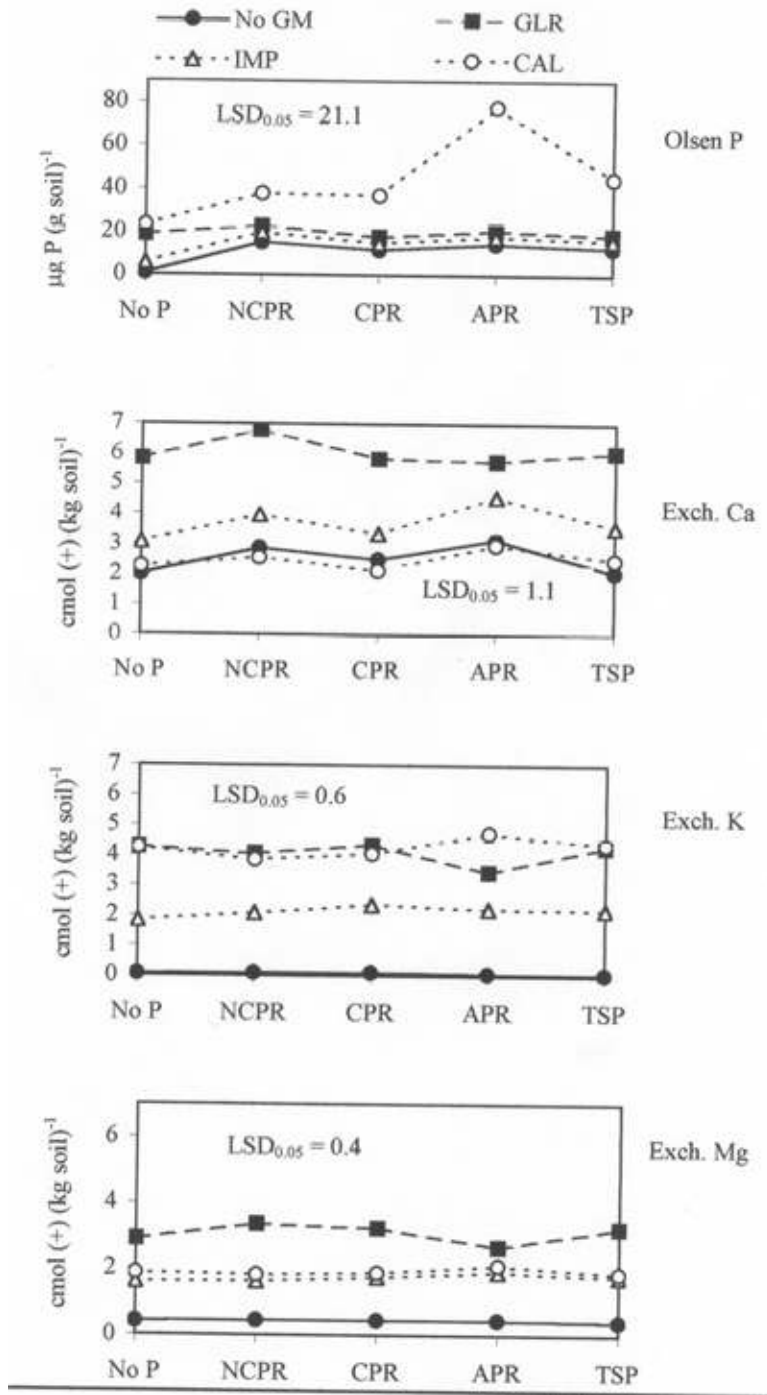 No GM GLR
IMP CAL
80
60
40
20
0
LSD0.05 = 21.1
µg P (g soil)-1
Olsen P
No P NCPR CPR APR TSP
7
6
5
4
3
2
1
0
cmol (+) (kg soil)-1
Exch. Ca
LSD0.05 = 1.1
No P NCPR CPR APR TSP
7
6
5
4
3
2
1
0
LSD0.05 = 0.6
cmol (+) (kg soil)-1
Exch. K
No P NCPR CPR APR TSP
6
4
2
0
LSD0.05 = 0.4
cmol (+) (kg soil)-1
Exch. Mg
No P NCPR CPR APR TSP